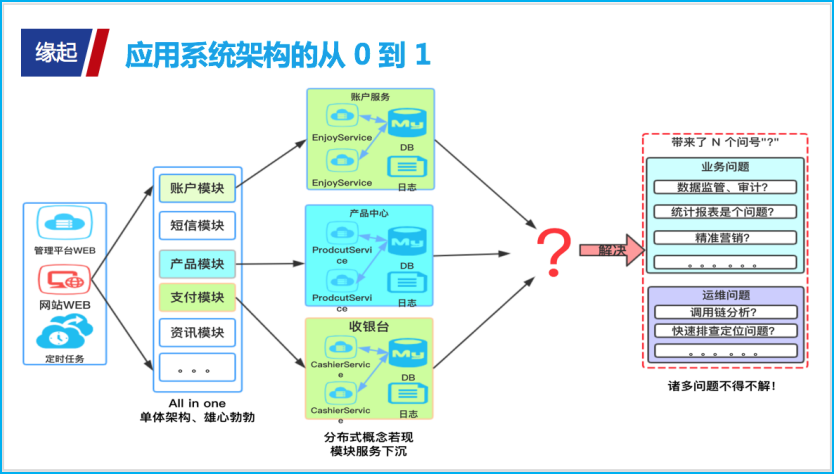 缘起
应用系统架构的从 0 到 1
管理平台WEB
网站WEB
定时任务
账户模块
短信模块
产品模块
支付模块
资讯模块
。。。
All in one
单体架构、雄心勃勃
账户服务
EnjoyService
EnjoyService
My
DB
日志
产品中心
ProdcutServi
ce
ProdcutServi
ce
My
DB
日志
收银台
CashierServic
e
CashierServic
e
My
DB
日志
分布式概念若现
模块服务下沉
?
解决
带来了 N 个问号"?"
业务问题
数据监管、审计?
统计报表是个问题?
精准营销?
。。。。。。
运维问题
调用链分析?
快速排查定位问题?
。。。。。。
诸多问题不得不解!